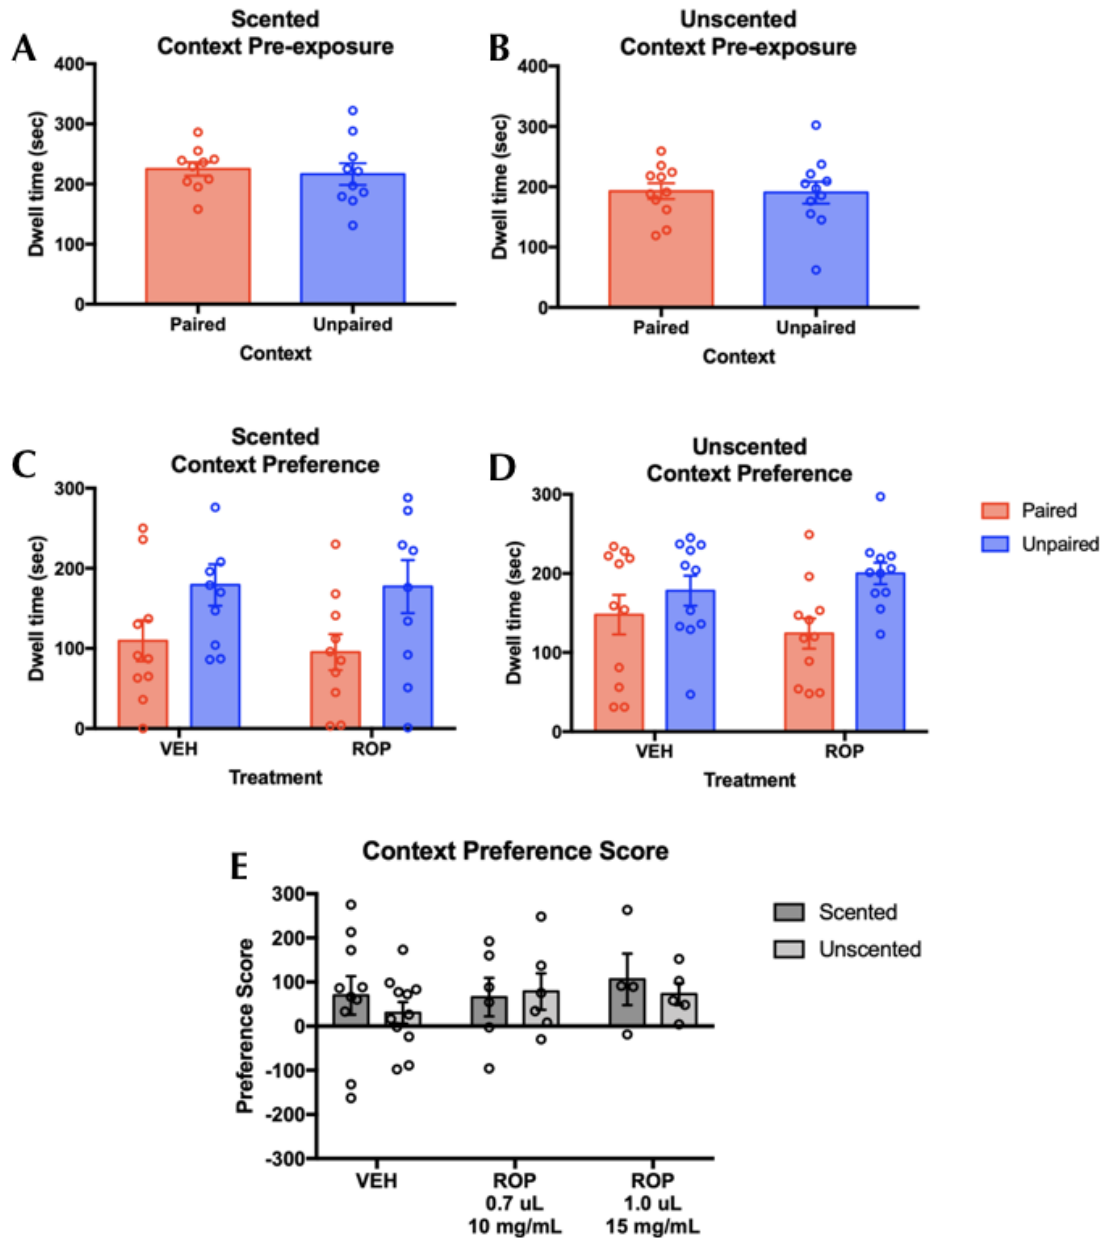 A
Scented
Context Pre-exposure
Dwell time (sec)
400
300
200
100
0
Paired
Unpaired
Context
B
Unscented
Context Pre-exposure
Dwell time (sec)
400
300
200
100
0
Paired
Unpaired
Context
C
Scented
Context Preference
Dwell time (sec)
300
200
100
0
VEH
ROP
Treatment
D
Unscented
Context Preference
Dwell time (sec)
300
200
100
0
VEH
ROP
Treatment
Paired
Unpaired
E
Context Preference Score
Preference Score
300
200
100
0
-100
-200
-300
VEH
ROP
0.7 uL
10 mg/mL
ROP
1.0 uL
15 mg/mL
Scented
Unscented